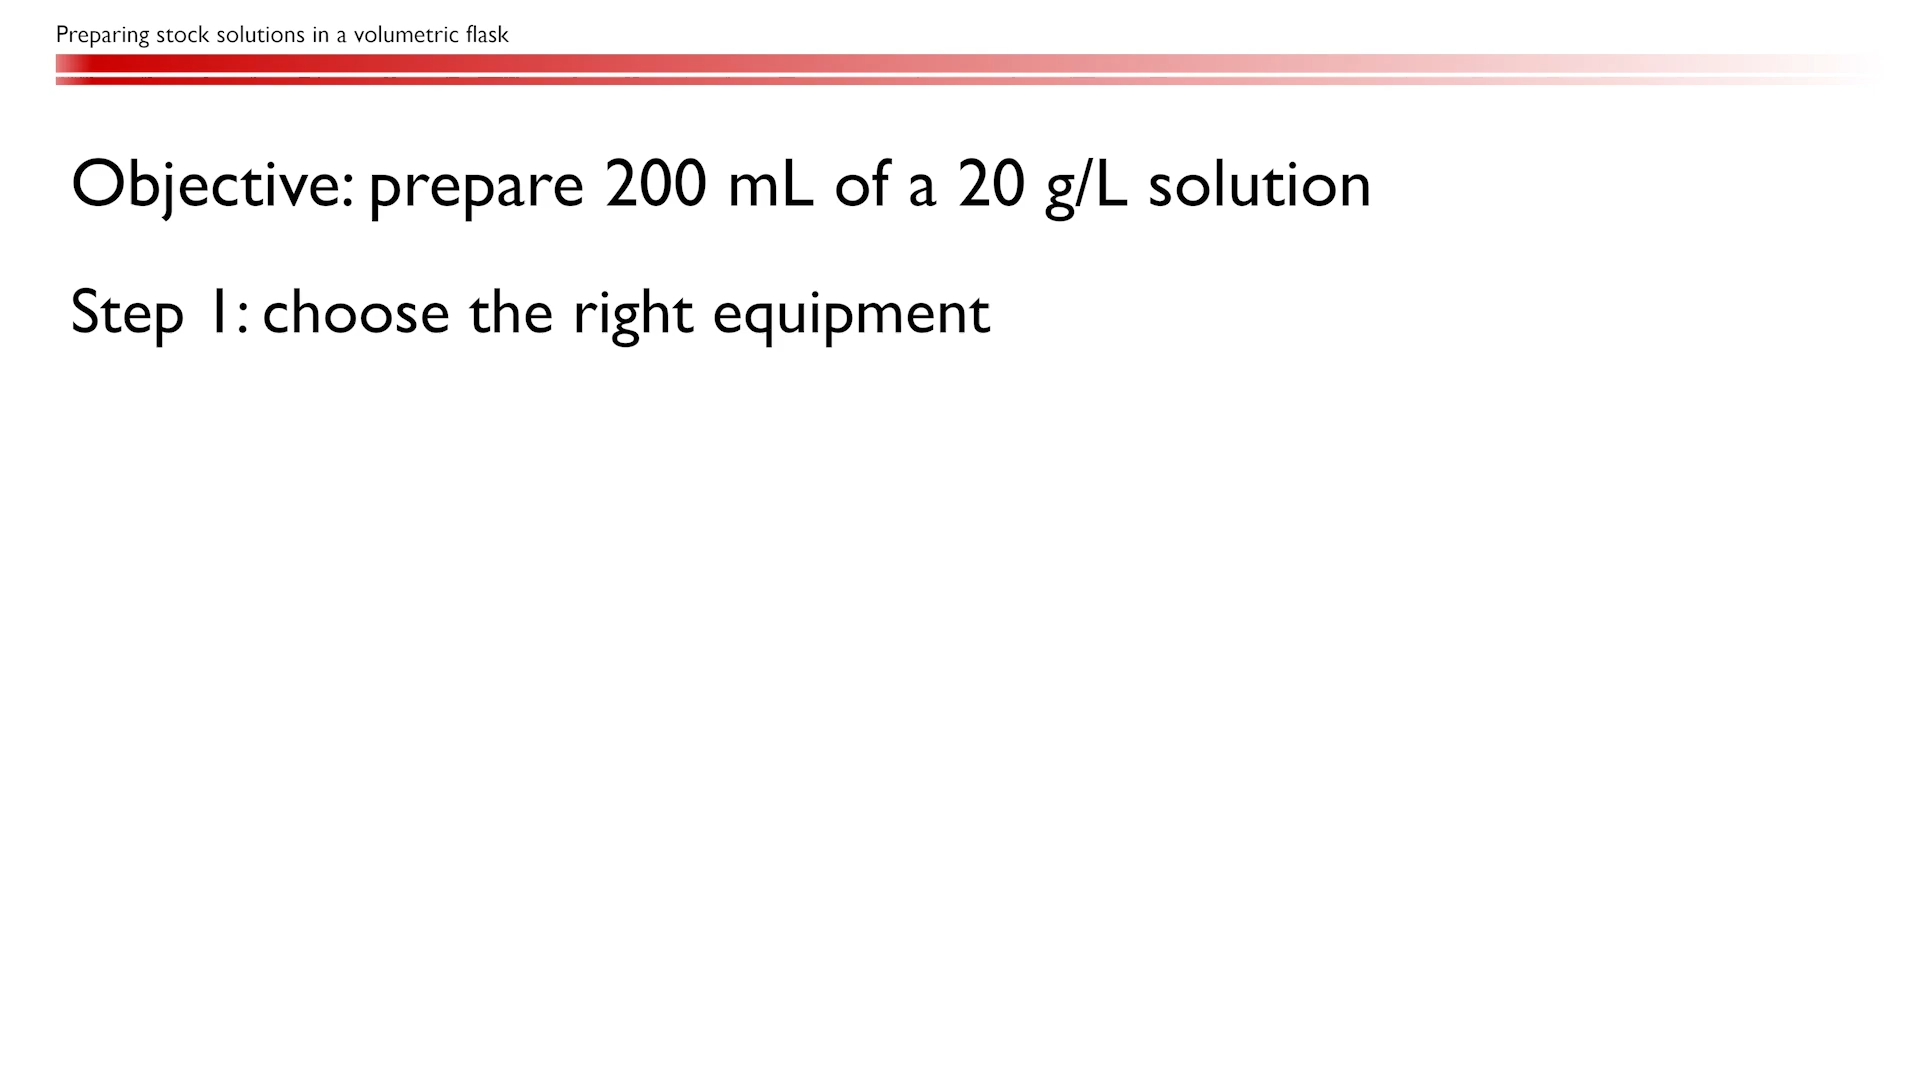 Preparing stock solutions in a volumetric flask
Objective: prepare 200 mL of a 20 g/L solution
Step 1: choose the right equipment